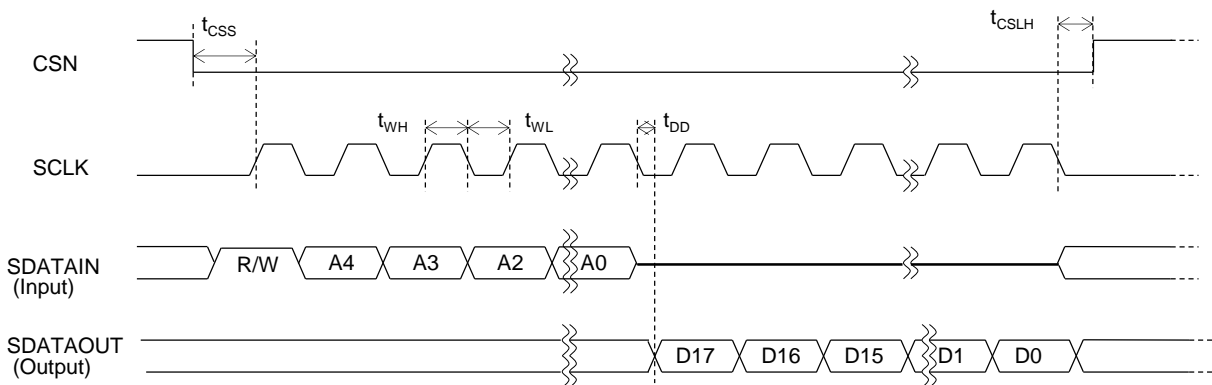 tCSS
tCSLH
CSN
tWH
tWL
tDD
SCLK
SDATAIN
(Input)
R/W A4 A3 A2 A0
SDATAOUT
(Output)
D17 D16 D15 D1 D0